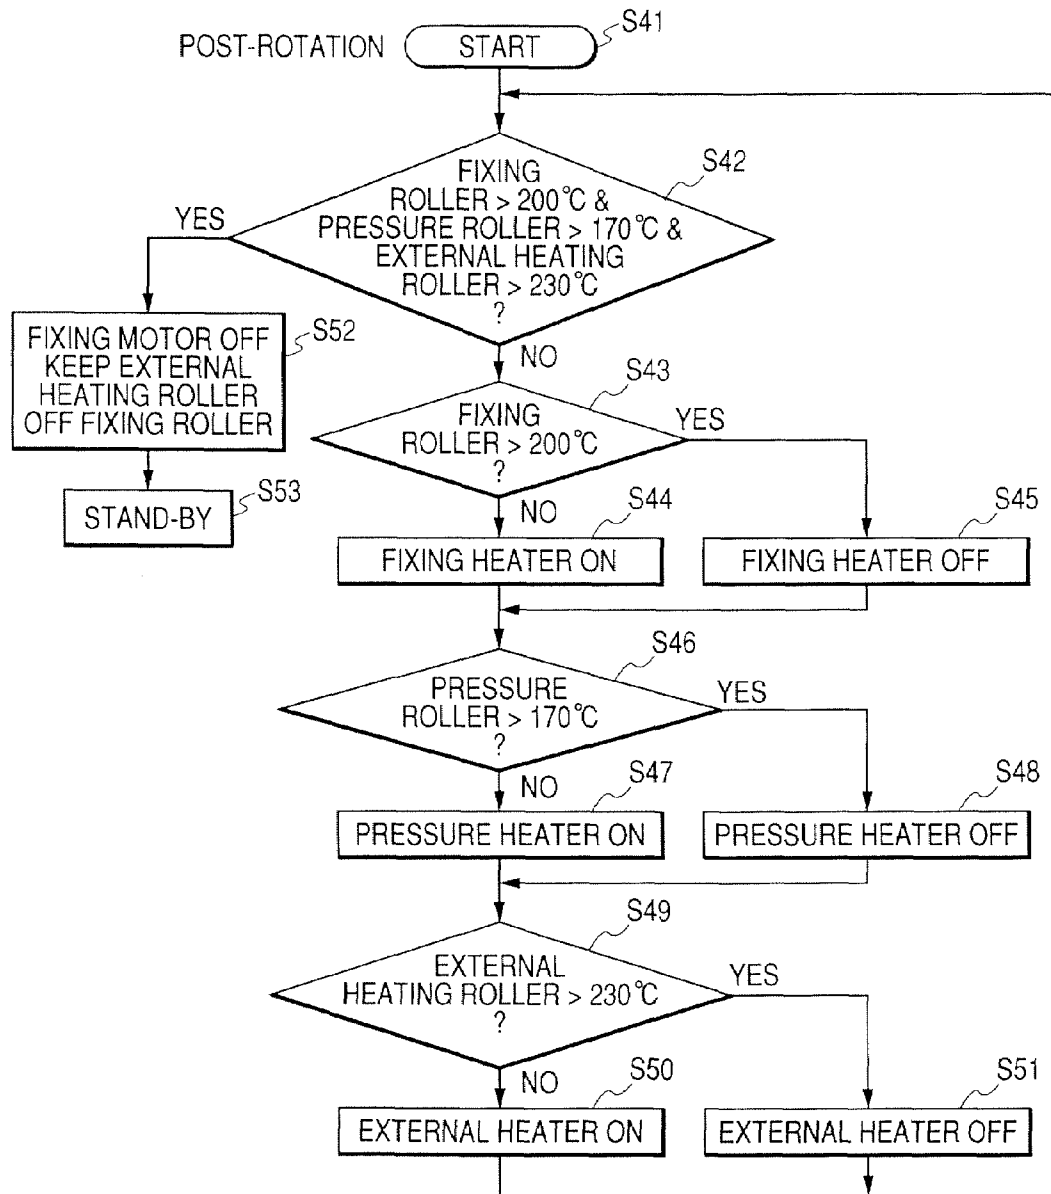 POST-ROTATION
START
S41
FIXING
ROLLER > 200°C &
PRESSURE ROLLER > 170°C &
EXTERNAL HEATING
ROLLER > 230°C
?
S42
YES
NO
FIXING MOTOR OFF
KEEP EXTERNAL
HEATING ROLLER
OFF FIXING ROLLER
S52
STAND-BY
S53
FIXING
ROLLER > 200°C
?
S43
YES
NO
FIXING HEATER ON
S44
FIXING HEATER OFF
S45
PRESSURE
ROLLER > 170°C
?
S46
YES
NO
PRESSURE HEATER ON
S47
PRESSURE HEATER OFF
S48
EXTERNAL
HEATING ROLLER > 230°C
?
S49
YES
NO
EXTERNAL HEATER ON
S50
EXTERNAL HEATER OFF
S51